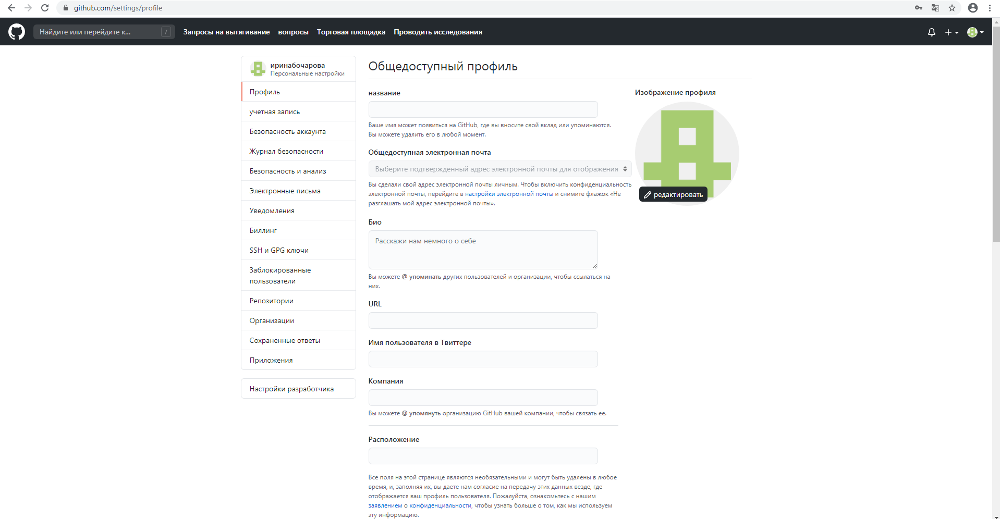 github.com/settings/profile
Найдите или перейдите к...
/
Запросы на вытягивание
вопросы
Торговая площадка
Проводить исследования
иринабочарова
Персональные настройки
Профиль
учетная запись
Безопасность аккаунта
Журнал безопасности
Безопасность и анализ
Электронные письма
Уведомления
Биллинг
SSH и GPG ключи
Заблокированные
пользователи
Репозитории
Организации
Сохраненные ответы
Приложения
Настройки разработчика
Общедоступный профиль
название
Ваше имя может появиться на GitHub, где вы вносите свой вклад или упоминаются.
Вы можете удалить его в любой момент.
Общедоступная электронная почта
Выберите подтвержденный адрес электронной почты для отображения
Вы сделали свой адрес электронной почты личным. Чтобы включить конфиденциальность
электронной почты, перейдите в настройки электронной почты и снимите флажок «Не
разглашать мой адрес электронной почты».
Био
Расскажи нам немного о себе
Вы можете @ упоминать других пользователей и организации, чтобы ссылаться на
них.
URL
Имя пользователя в Твиттере
Компания
Вы можете @ упомянуть организацию GitHub вашей компании, чтобы связать ее.
Расположение
Все поля на этой странице являются необязательными и могут быть удалены в любое
время, и, заполняя их, вы даете нам согласие на передачу этих данных везде, где
отображается ваш профиль пользователя. Пожалуйста, ознакомьтесь с нашим
заявлением о конфиденциальности, чтобы узнать больше о том, как мы используем
эту информацию.
Изображение профиля
редактировать